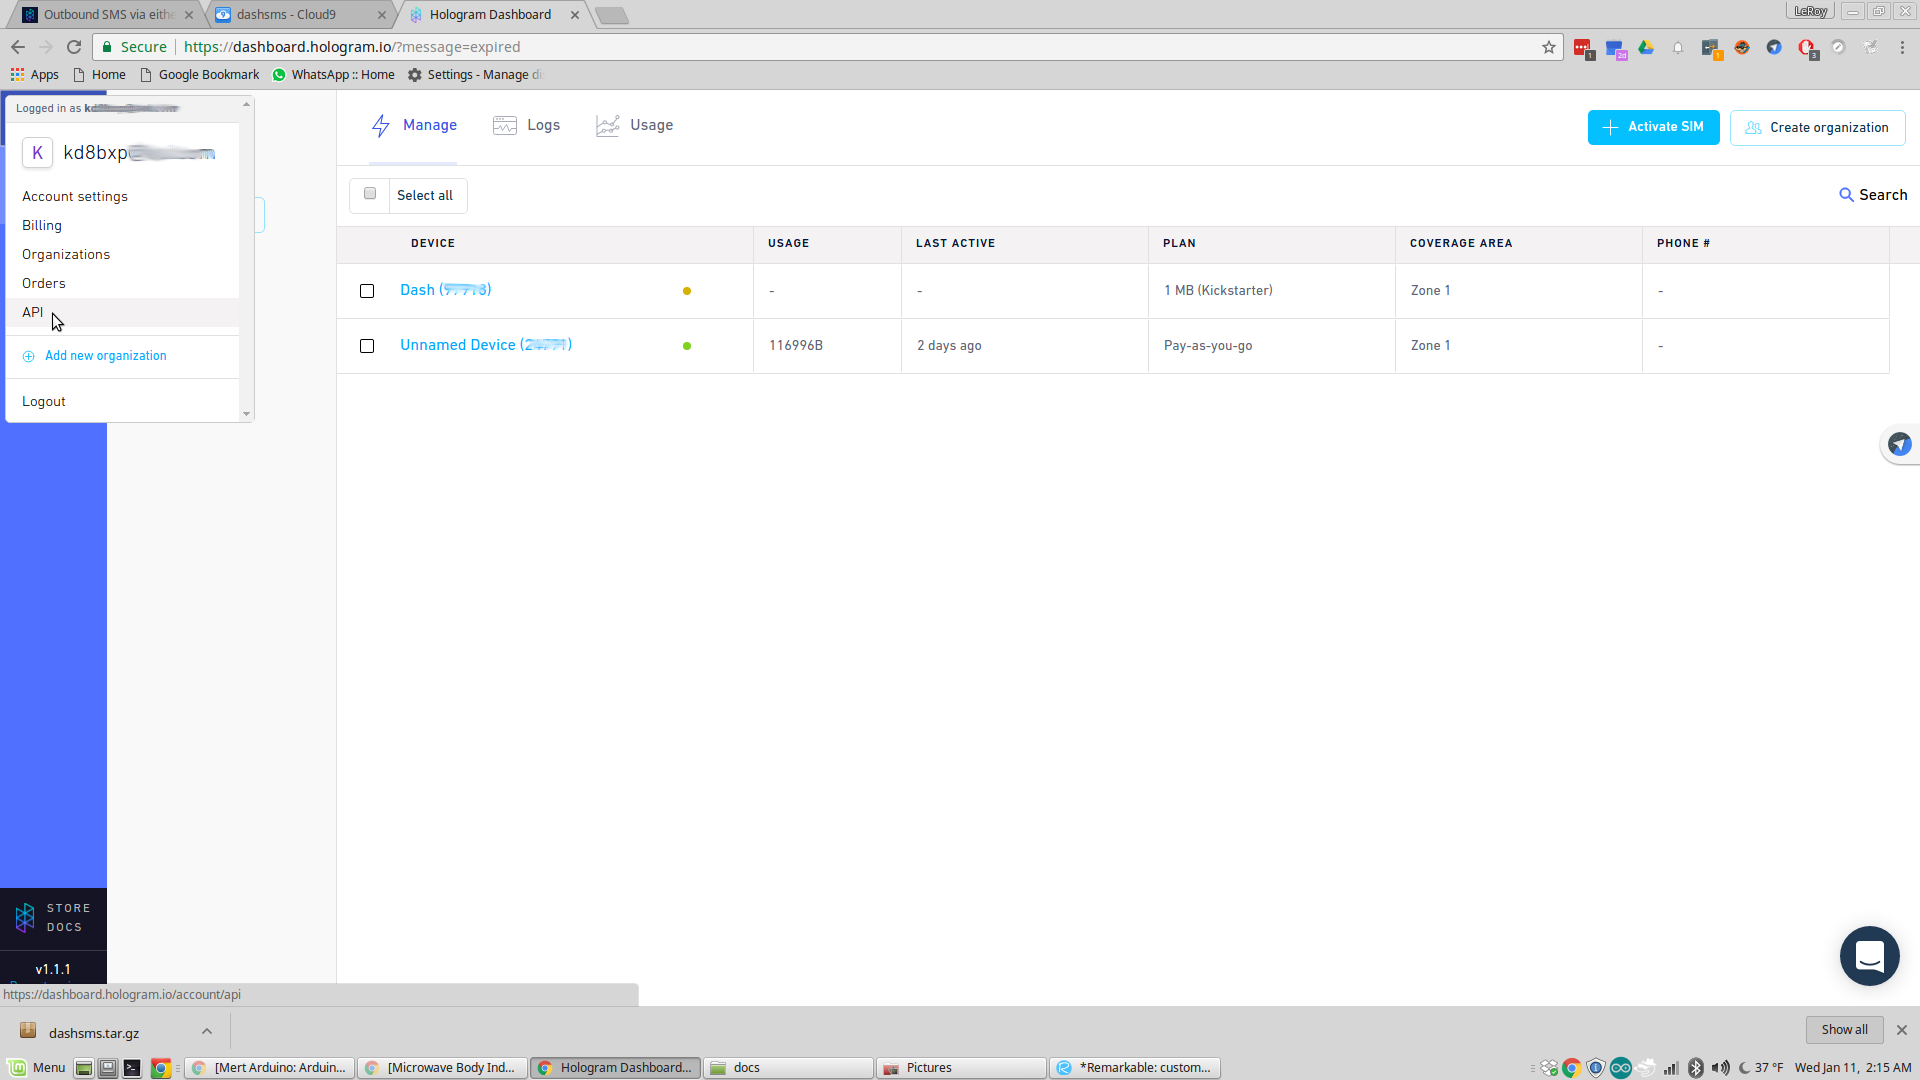 Outbound SMS via eithe
dashsms - Cloud9
Hologram Dashboard
LeRoy
Secure
https://dashboard.hologram.io/?message=expired
Apps
Home
Google Bookmark
WhatsApp :: Home
Settings - Manage di
Logged in as
K
kd8bxp
Account settings
Billing
Organizations
Orders
API
Add new organization
Logout
Manage
Logs
Usage
Activate SIM
Create organization
Select all
Search
DEVICE USAGE LAST ACTIVE PLAN COVERAGE AREA PHONE #
Dash ( ) - - 1 MB (Kickstarter) Zone 1 -
Unnamed Device ( ) 116996B 2 days ago Pay-as-you-go Zone 1 -
STORE
DOCS
v1.1.1
https://dashboard.hologram.io/account/api
dashsms.tar.gz
Show all
Menu
[Mert Arduino: Arduin...
[Microwave Body Ind...
Hologram Dashboard...
docs
Pictures
*Remarkable: custom...
37 °F
Wed Jan 11, 2:15 AM